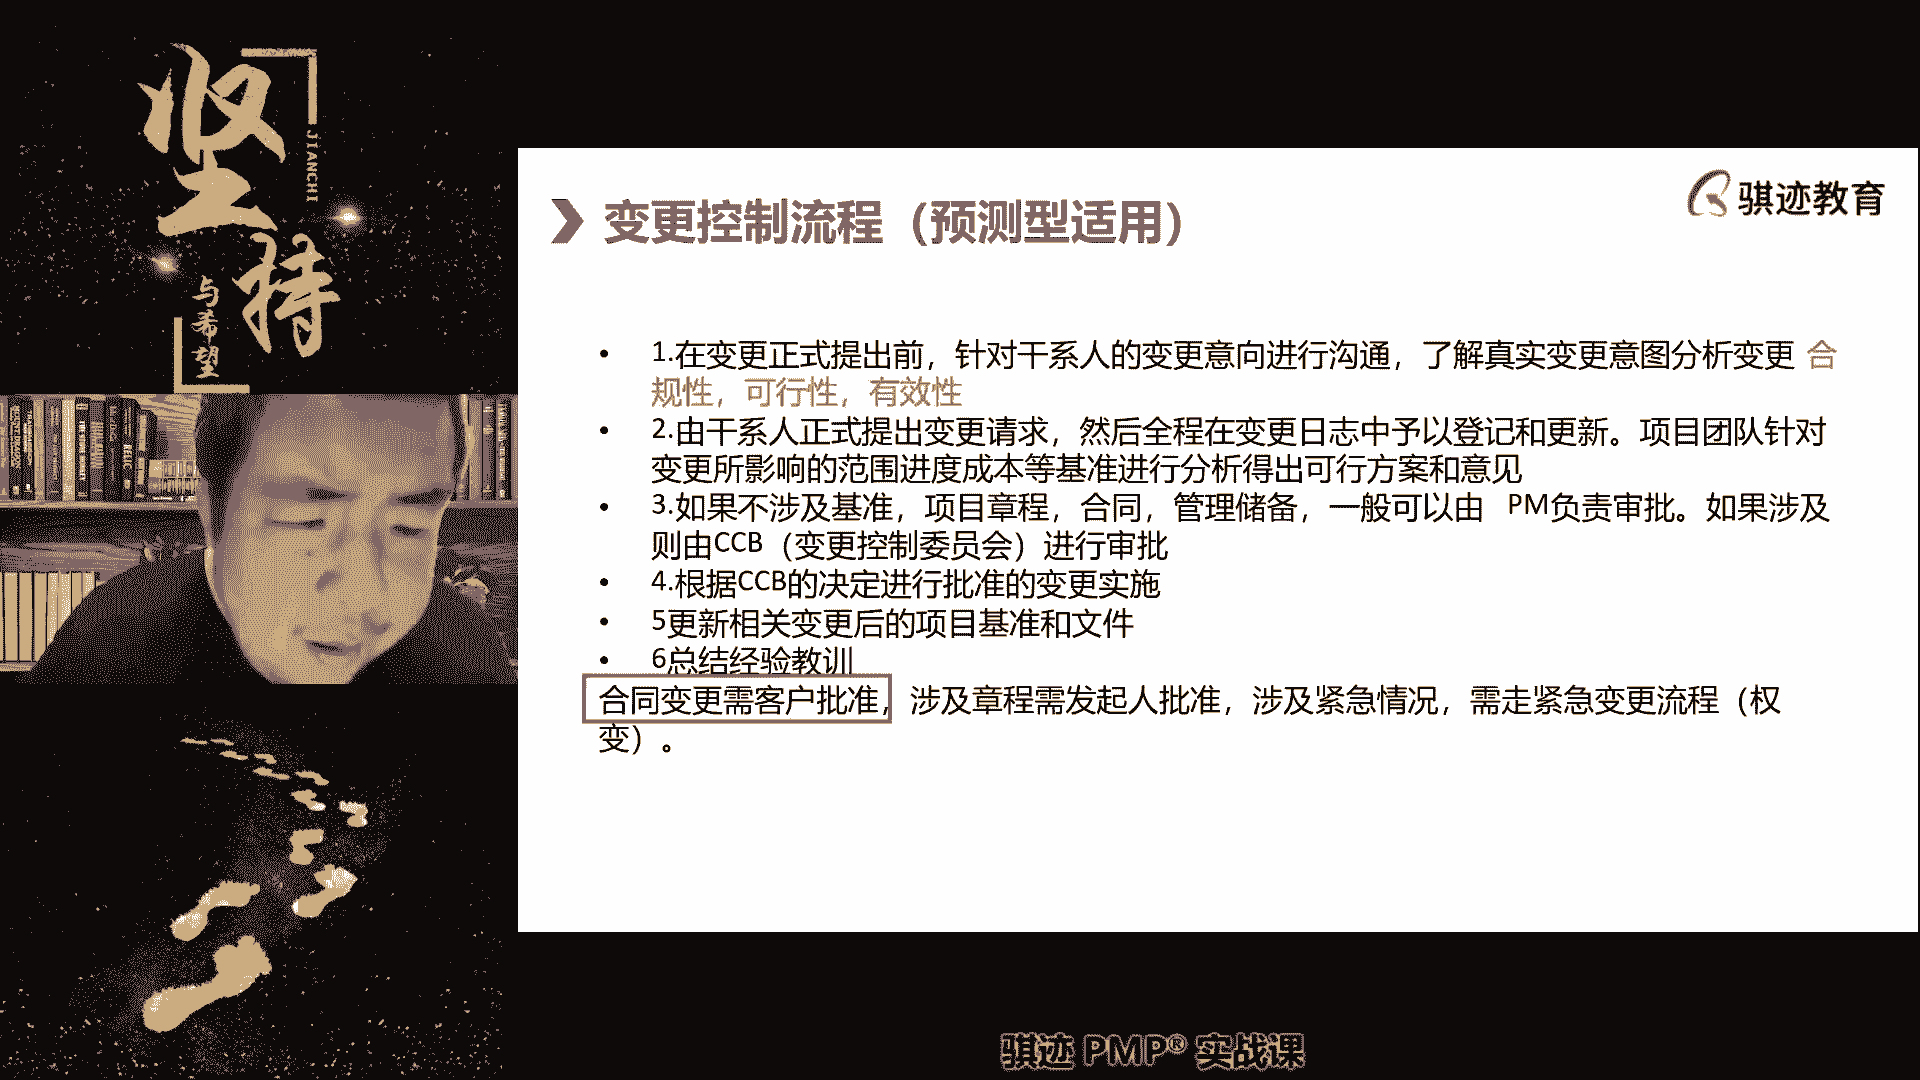 坚持
JIANCHI
与希望
骐迹教育
变更控制流程（预测型适用）
• 1.在变更正式提出前，针对干系人的变更意向进行沟通，了解真实变更意图分析变更 合
规性，可行性，有效性
• 2.由干系人正式提出变更请求，然后全程在变更日志中予以登记和更新。项目团队针对
变更所影响的范围进度成本等基准进行分析得出可行方案和意见
• 3.如果不涉及基准，项目章程，合同，管理储备，一般可以由 PM负责审批。如果涉及
则由CCB（变更控制委员会）进行审批
• 4.根据CCB的决定进行批准的变更实施
• 5更新相关变更后的项目基准和文件
• 6总结经验教训
合同变更需客户批准，涉及章程需发起人批准，涉及紧急情况，需走紧急变更流程（权
变）。
骐迹 PMP® 实战课